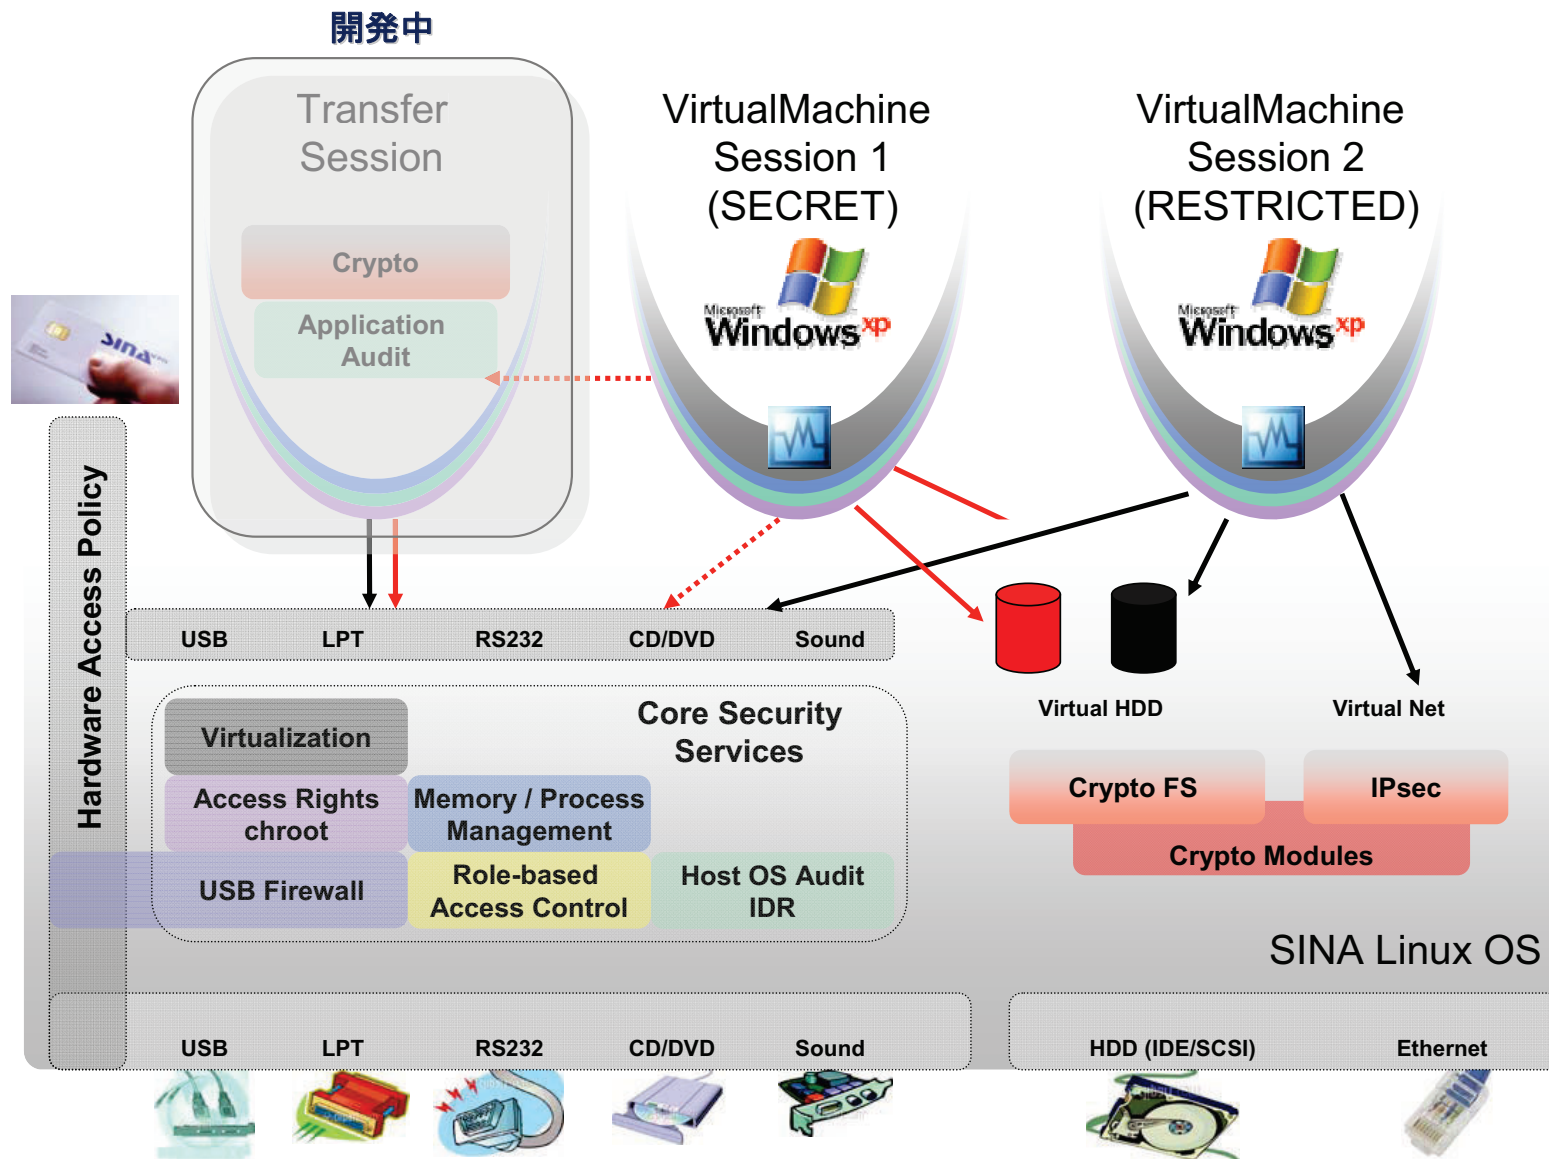 開発中
Transfer
Session
VirtualMachine
Session 1
(SECRET)
VirtualMachine
Session 2
(RESTRICTED)
Crypto
Application
Audit
Microsoft
Windows xp
Microsoft
Windows xp
sina
Hardware Access Policy
USB
LPT
RS232
CD/DVD
Sound
Virtual HDD
Virtual Net
Core Security
Services
Virtualization
Access Rights
chroot
Memory / Process
Management
USB Firewall
Role-based
Access Control
Host OS Audit
IDR
Crypto FS
IPsec
Crypto Modules
SINA Linux OS
USB
LPT
RS232
CD/DVD
Sound
HDD (IDE/SCSI)
Ethernet